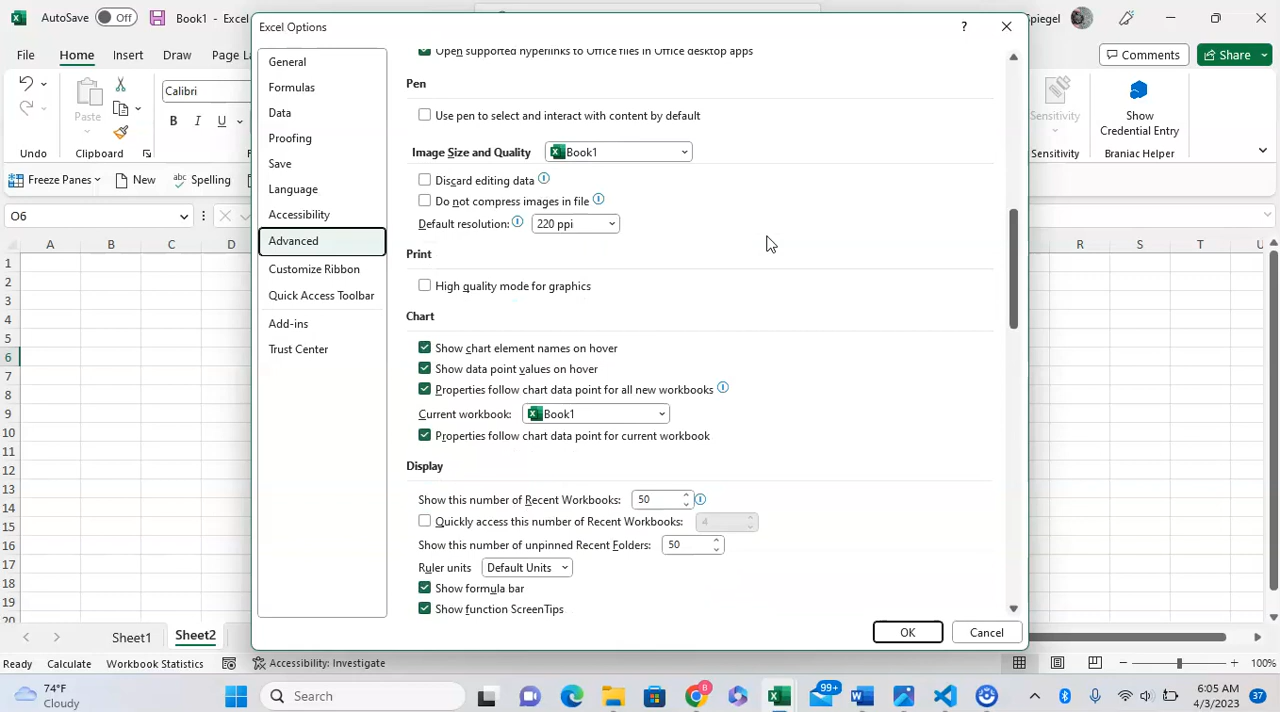 AutoSave Off Book1 - Excel
Excel Options
?
spiegel
File Home Insert Draw Page La
Comments Share
Undo
Paste
Clipboard
Calibri
B I U
Sensitivity
Sensitivity
Show
Credential Entry
Braniac Helper
Freeze Panes New Spelling
O6
A B C D R S T U
1
2
3
4
5
6
7
8
9
10
11
12
13
14
15
16
17
18
19
20
General
Formulas
Data
Proofing
Save
Language
Accessibility
Advanced
Customize Ribbon
Quick Access Toolbar
Add-ins
Trust Center
Open supported hyperlinks to Office files in Office desktop apps
Pen
Use pen to select and interact with content by default
Image Size and Quality Book1
Discard editing data
Do not compress images in file
Default resolution: 220 ppi
Print
High quality mode for graphics
Chart
Show chart element names on hover
Show data point values on hover
Properties follow chart data point for all new workbooks
Current workbook: Book1
Properties follow chart data point for current workbook
Display
Show this number of Recent Workbooks: 50
Quickly access this number of Recent Workbooks: 4
Show this number of unpinned Recent Folders: 50
Ruler units Default Units
Show formula bar
Show function ScreenTips
OK Cancel
Sheet1 Sheet2
Ready Calculate Workbook Statistics Accessibility: Investigate 100%
74°F
Cloudy
Search
8
99+
6:05 AM
4/3/2023
37